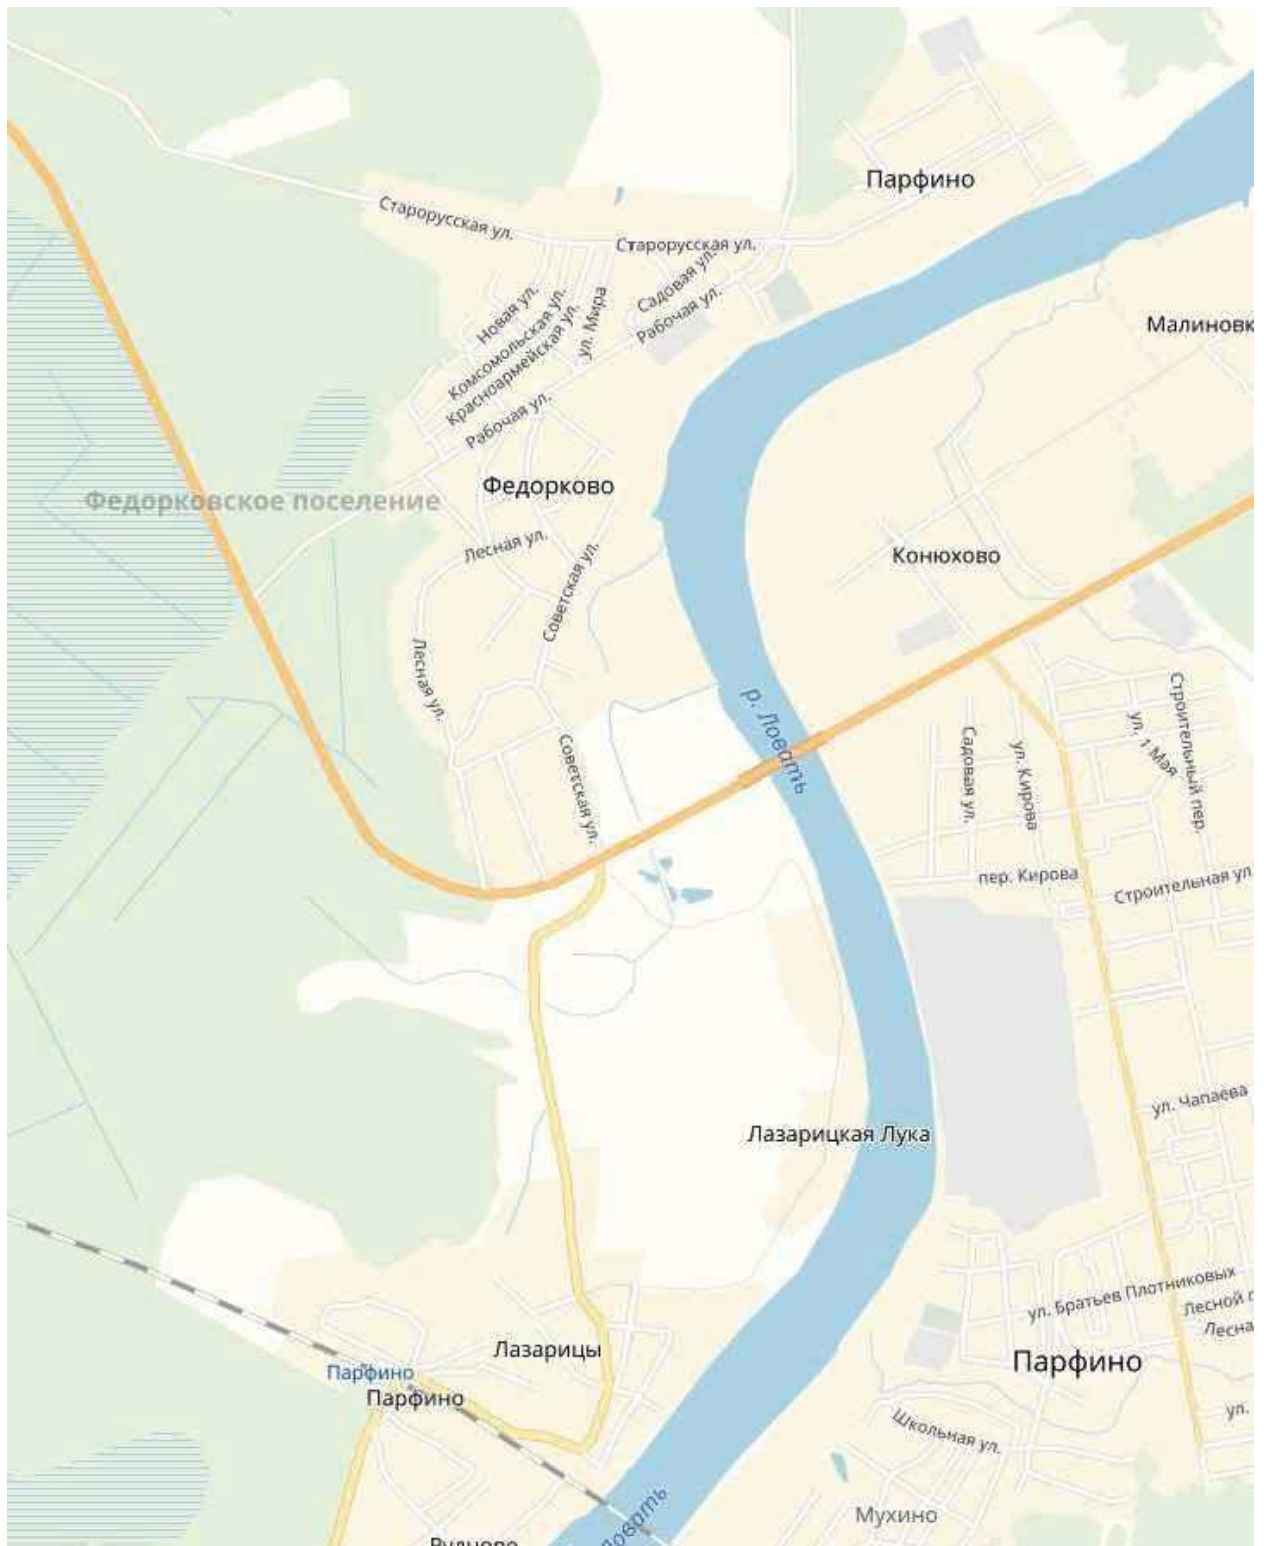 Парфино
Старорусская ул.
Старорусская ул.
Садовая ул.
Рабочая ул.
Новая ул.
Комсомольская ул.
Красноармейская ул.
ул. Мира
Малиновк
Рабочая ул.
Федорковское поселение
Федорково
Лесная ул.
Советская ул.
Конюхово
Лесная ул.
р. Ловать
Строительный пер.
ул. 1 Мая
Советская ул.
Садовая ул.
ул. Кирова
пер. Кирова
Строительная ул
ул. Чапаева
Лазарицкая Лука
ул. Братьев Плотниковых
Лесной п
Лесна
Лазарицы
Парфино
Парфино
Парфино
ул.
Школьная ул.
Мухино
Ловать